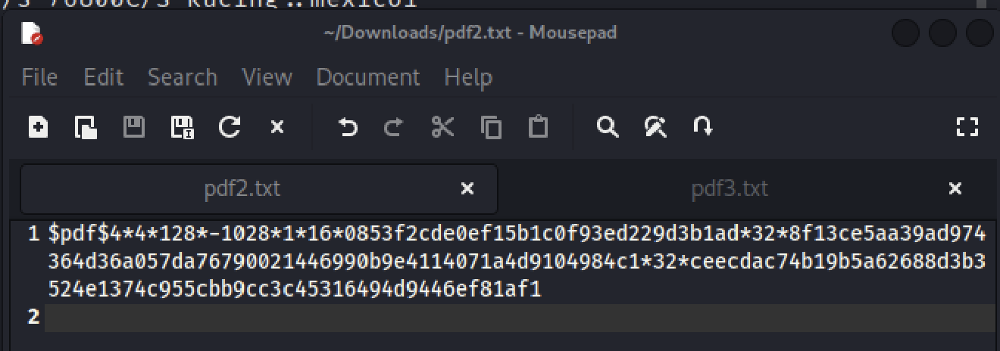 ~/Downloads/pdf2.txt - Mousepad
File Edit Search View Document Help
pdf2.txt pdf3.txt
1 $pdf$4*4*128*-1028*1*16*0853f2cde0ef15b1c0f93ed229d3b1ad*32*8f13ce5aa39ad974
364d36a057da76790021446990b9e4114071a4d9104984c1*32*ceecdac74b19b5a62688d3b3
524e1374c955cbb9cc3c45316494d9446ef81af1
2